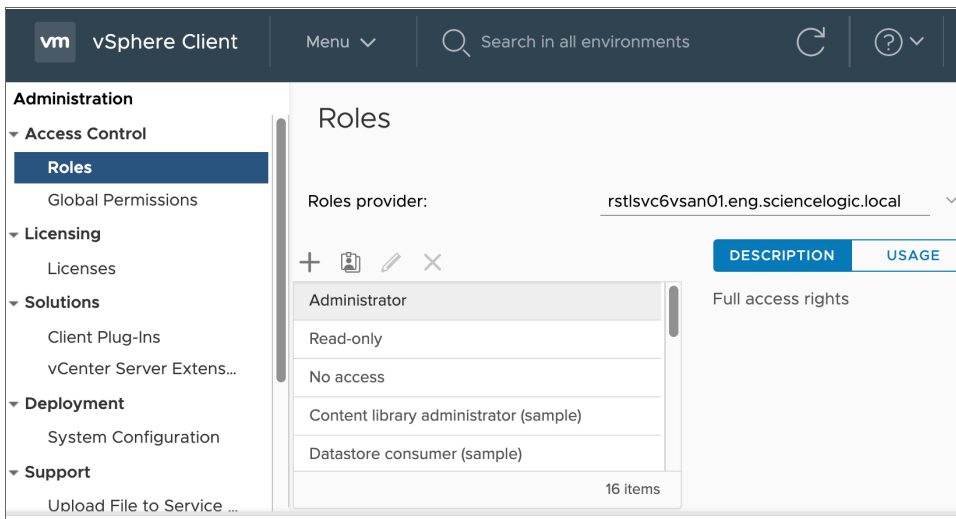 vm vSphere Client Menu Search in all environments ?
Administration
Access Control
Roles
Global Permissions
Licensing
Licenses
Solutions
Client Plug-Ins
vCenter Server Extens...
Deployment
System Configuration
Support
Upload File to Service ...
Roles
Roles provider: rstlsvc6vsan01.eng.sciencelogic.local
DESCRIPTION USAGE
Full access rights
Administrator
Read-only
No access
Content library administrator (sample)
Datastore consumer (sample)
16 items